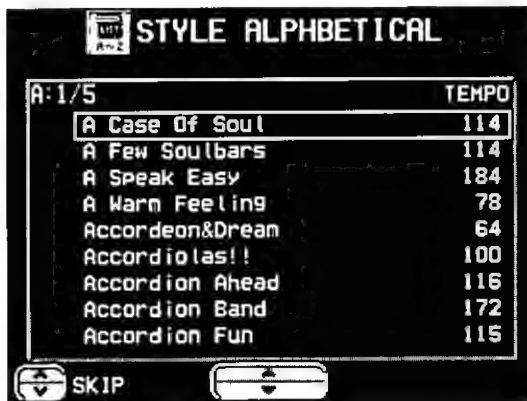 LIST
A~Z
STYLE ALPHBETICAL
A:1/5 TEMPO
A Case Of Soul 114
A Few Soulbars 114
A Speak Easy 184
A Warm Feeling 78
Accordeon&Dream 64
Accordiolas!! 100
Accordion Ahead 116
Accordion Band 172
Accordion Fun 115
SKIP